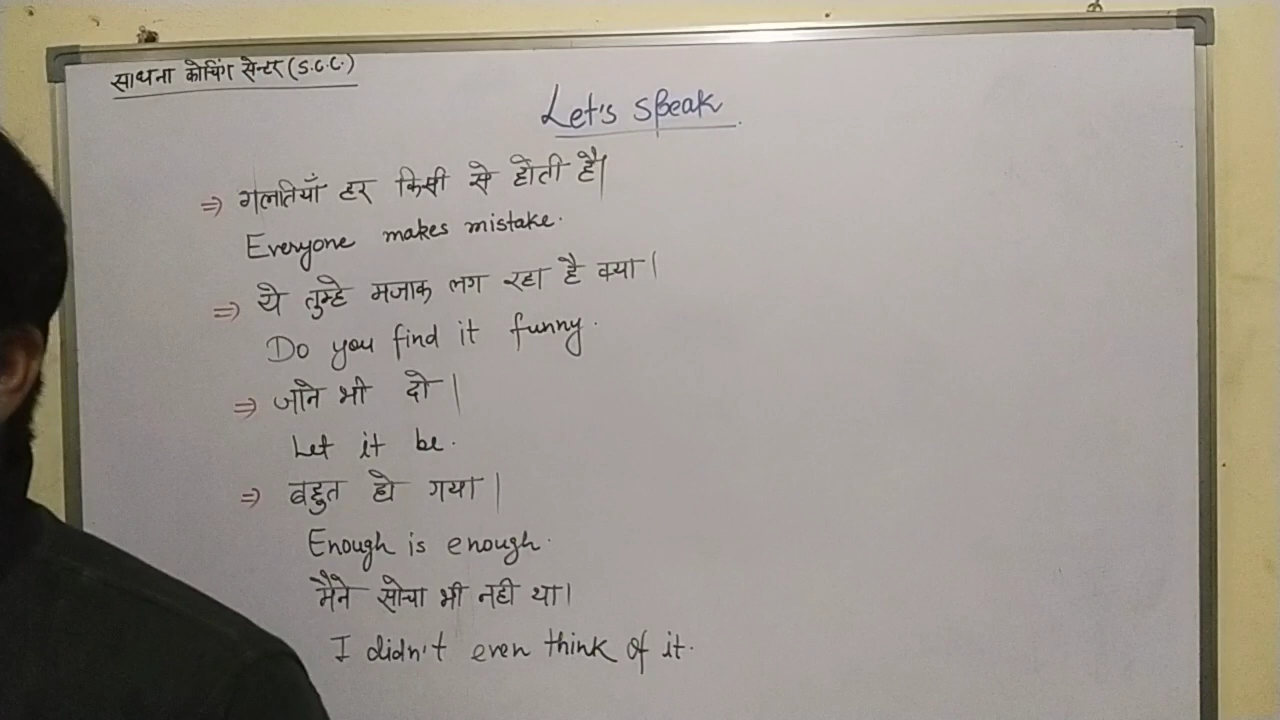 साधना कोचिंग सेन्टर (S.C.C.)
Let's speak
⇒ गलतियाँ हर किसी से होती है।
Everyone makes mistake.
⇒ ये तुम्हे मजाक लग रहा है क्या।
Do you find it funny.
⇒ जाने भी दो।
Let it be.
⇒ बहुत हो गया।
Enough is enough.
मैने सोचा भी नही था।
I didn't even think of it.